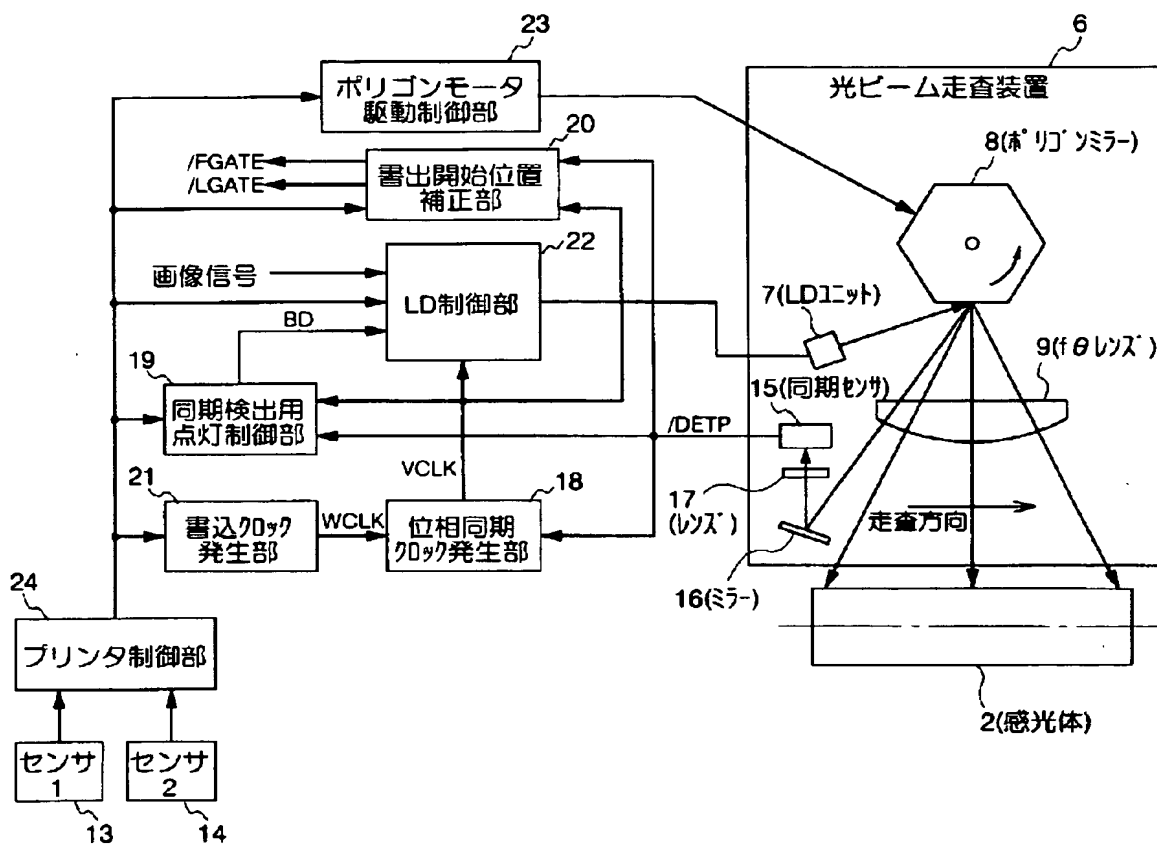 23
ポリゴンモータ
駆動制御部
6
光ビーム走査装置
8(ポリゴンミラー)
20
/FGATE
/LGATE
書出開始位置
補正部
22
画像信号
LD制御部
BD
7(LDユニット)
9(fθレンズ)
19
同期検出用
点灯制御部
15(同期センサ)
/DETP
VCLK
17
(レンズ)
走査方向
21
書込クロック
発生部
WCLK
18
位相同期
クロック発生部
16(ミラー)
24
プリンタ制御部
2(感光体)
センサ
1
センサ
2
13
14